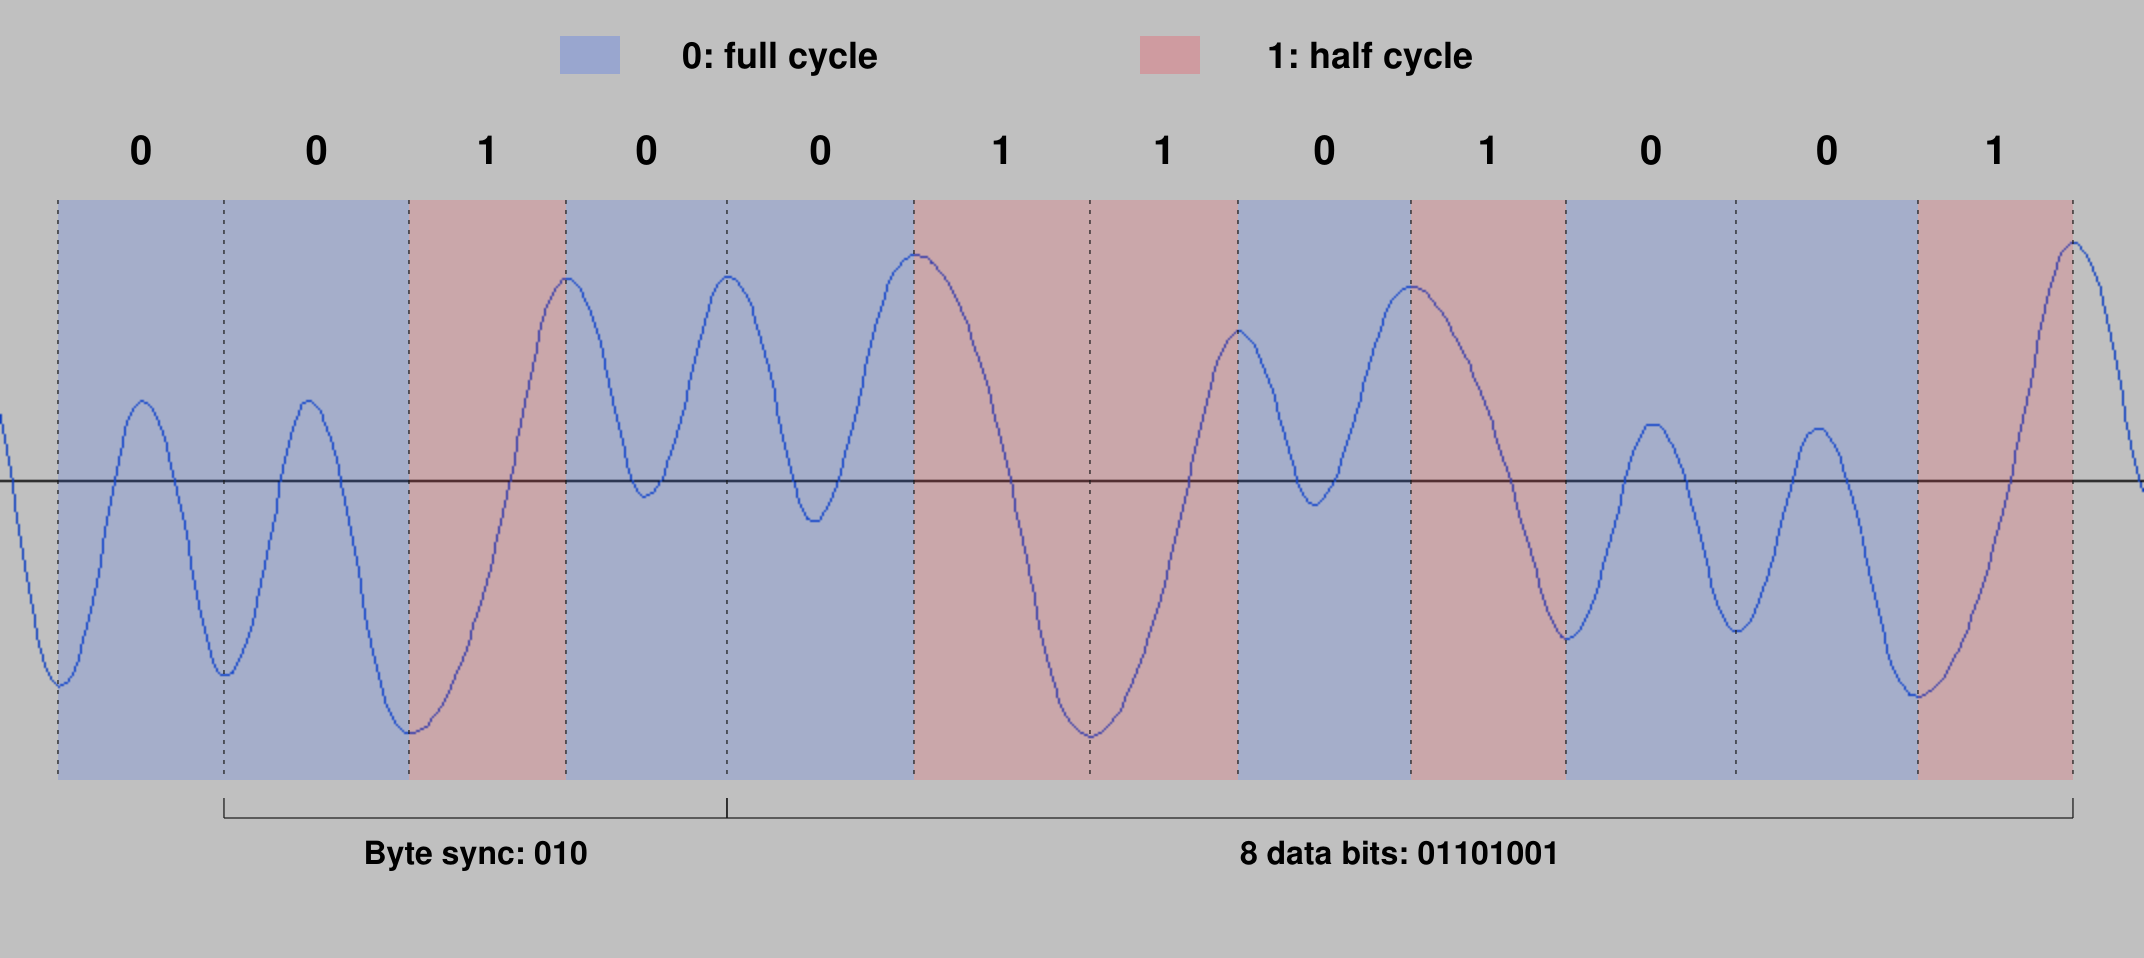 0: full cycle 1: half cycle
0 0 1 0 0 1 1 0 1 0 0 1
Byte sync: 010 8 data bits: 01101001